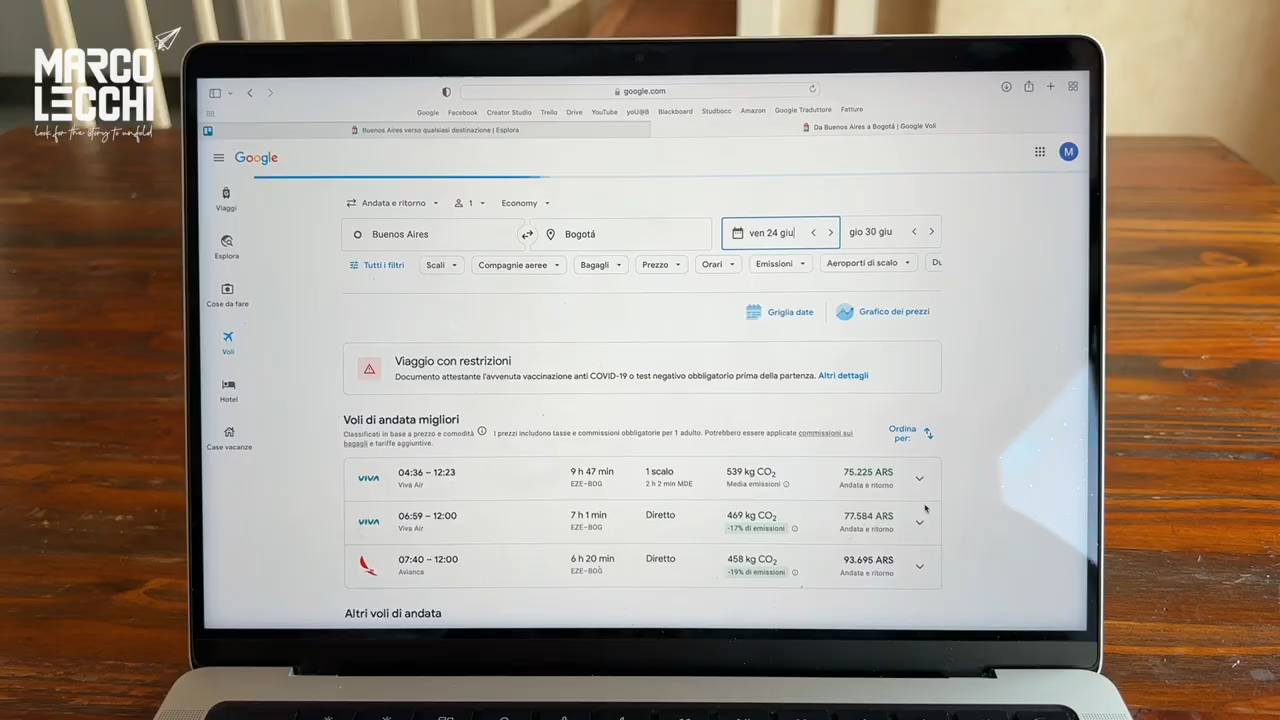 MARCO
LECCHI
look for the story to unfold
google.com
Google Facebook Creator Studio Trello Drive YouTube yoU@B Blackboard Studbocc Amazon Google Traduttore Fatture
Buenos Aires verso qualsiasi destinazione | Esplora
Da Buenos Aires a Bogotá | Google Voli
Google
M
Viaggi
Esplora
Cose da fare
Voli
Hotel
Case vacanze
Andata e ritorno 1 Economy
Buenos Aires Bogotá ven 24 giu gio 30 giu
Tutti i filtri Scali Compagnie aeree Bagagli Prezzo Orari Emissioni Aeroporti di scalo Du
Griglia date Grafico dei prezzi
Viaggio con restrizioni
Documento attestante l'avvenuta vaccinazione anti COVID-19 o test negativo obbligatorio prima della partenza. Altri dettagli
Voli di andata migliori
Classificati in base a prezzo e comodità I prezzi includono tasse e commissioni obbligatorie per 1 adulto. Potrebbero essere applicate commissioni sui
bagagli e tariffe aggiuntive.
Ordina
per:
VIVA 04:36 – 12:23 9 h 47 min 1 scalo 539 kg CO2 75.225 ARS
Viva Air EZE–BOG 2 h 2 min MDE Media emissioni Andata e ritorno
VIVA 06:59 – 12:00 7 h 1 min Diretto 469 kg CO2 77.584 ARS
Viva Air EZE–BOG -17% di emissioni Andata e ritorno
07:40 – 12:00 6 h 20 min Diretto 458 kg CO2 93.695 ARS
Avianca EZE–BOG -19% di emissioni Andata e ritorno
Altri voli di andata